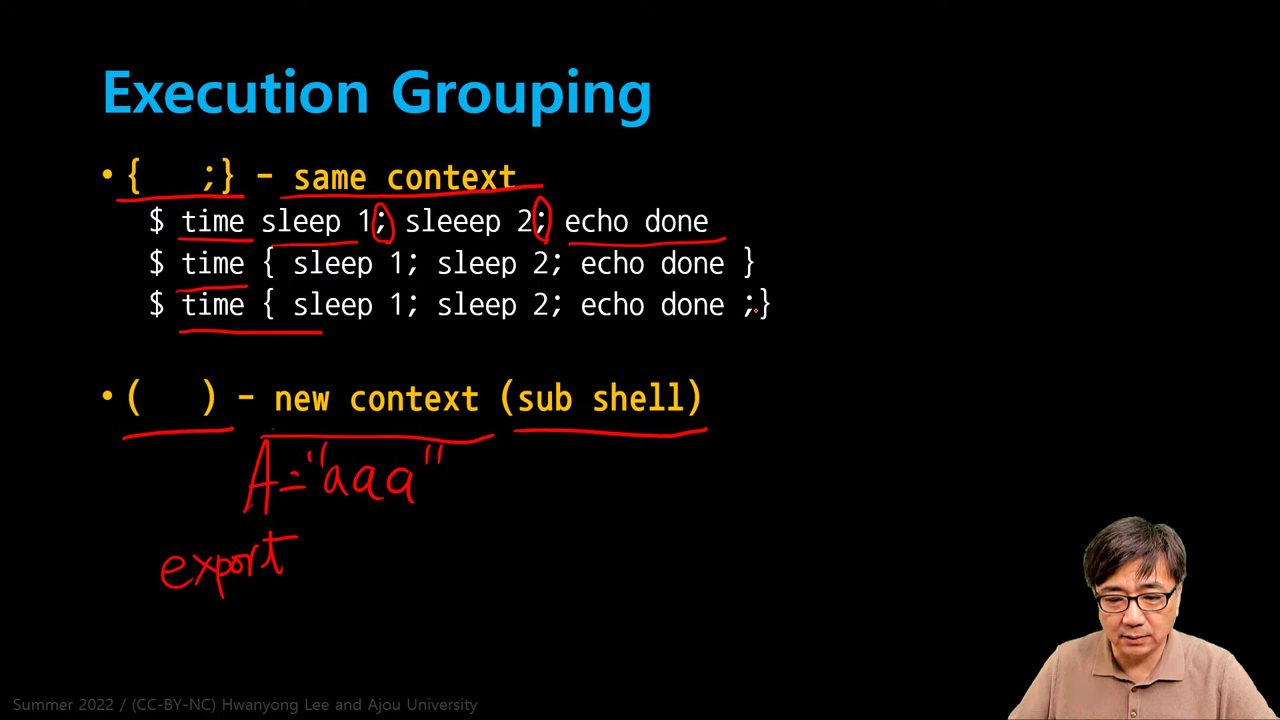 Execution Grouping
• {   ;} - same context
$ time sleep 1; sleeep 2; echo done
$ time { sleep 1; sleep 2; echo done }
$ time { sleep 1; sleep 2; echo done ;}
• (   ) - new context (sub shell)
A="aaa"
export
Summer 2022 / (CC-BY-NC) Hwanyong Lee and Ajou University